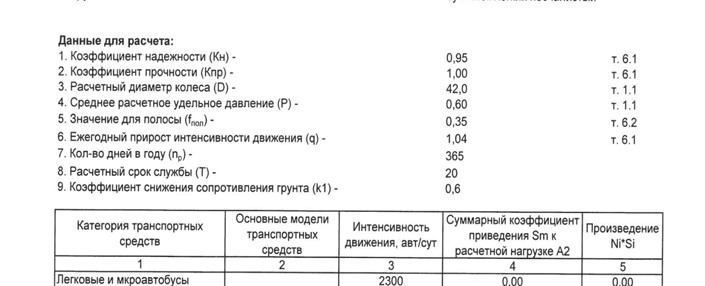 Данные для расчета:
1. Коэффициент надежности (Кн) - 0,95 т. 6.1
2. Коэффициент прочности (Кпр) - 1,00 т. 6.1
3. Расчетный диаметр колеса (D) - 42,0 т. 1.1
4. Среднее расчетное удельное давление (P) - 0,60 т. 1.1
5. Значение для полосы (fпол) - 0,35 т. 6.2
6. Ежегодный прирост интенсивности движения (q) - 1,04 т. 6.1
7. Кол-во дней в году (nр) - 365
8. Расчетный срок службы (Т) - 20
9. Коэффициент снижения сопротивления грунта (k1) - 0,6
Категория транспортных средств Основные модели транспортных средств Интенсивность движения, авт/сут Суммарный коэффициент приведения Sm к расчетной нагрузке А2 Произведение Ni*Si
1 2 3 4 5
Легковые и мкроавтобусы 2300 0,00 0,00